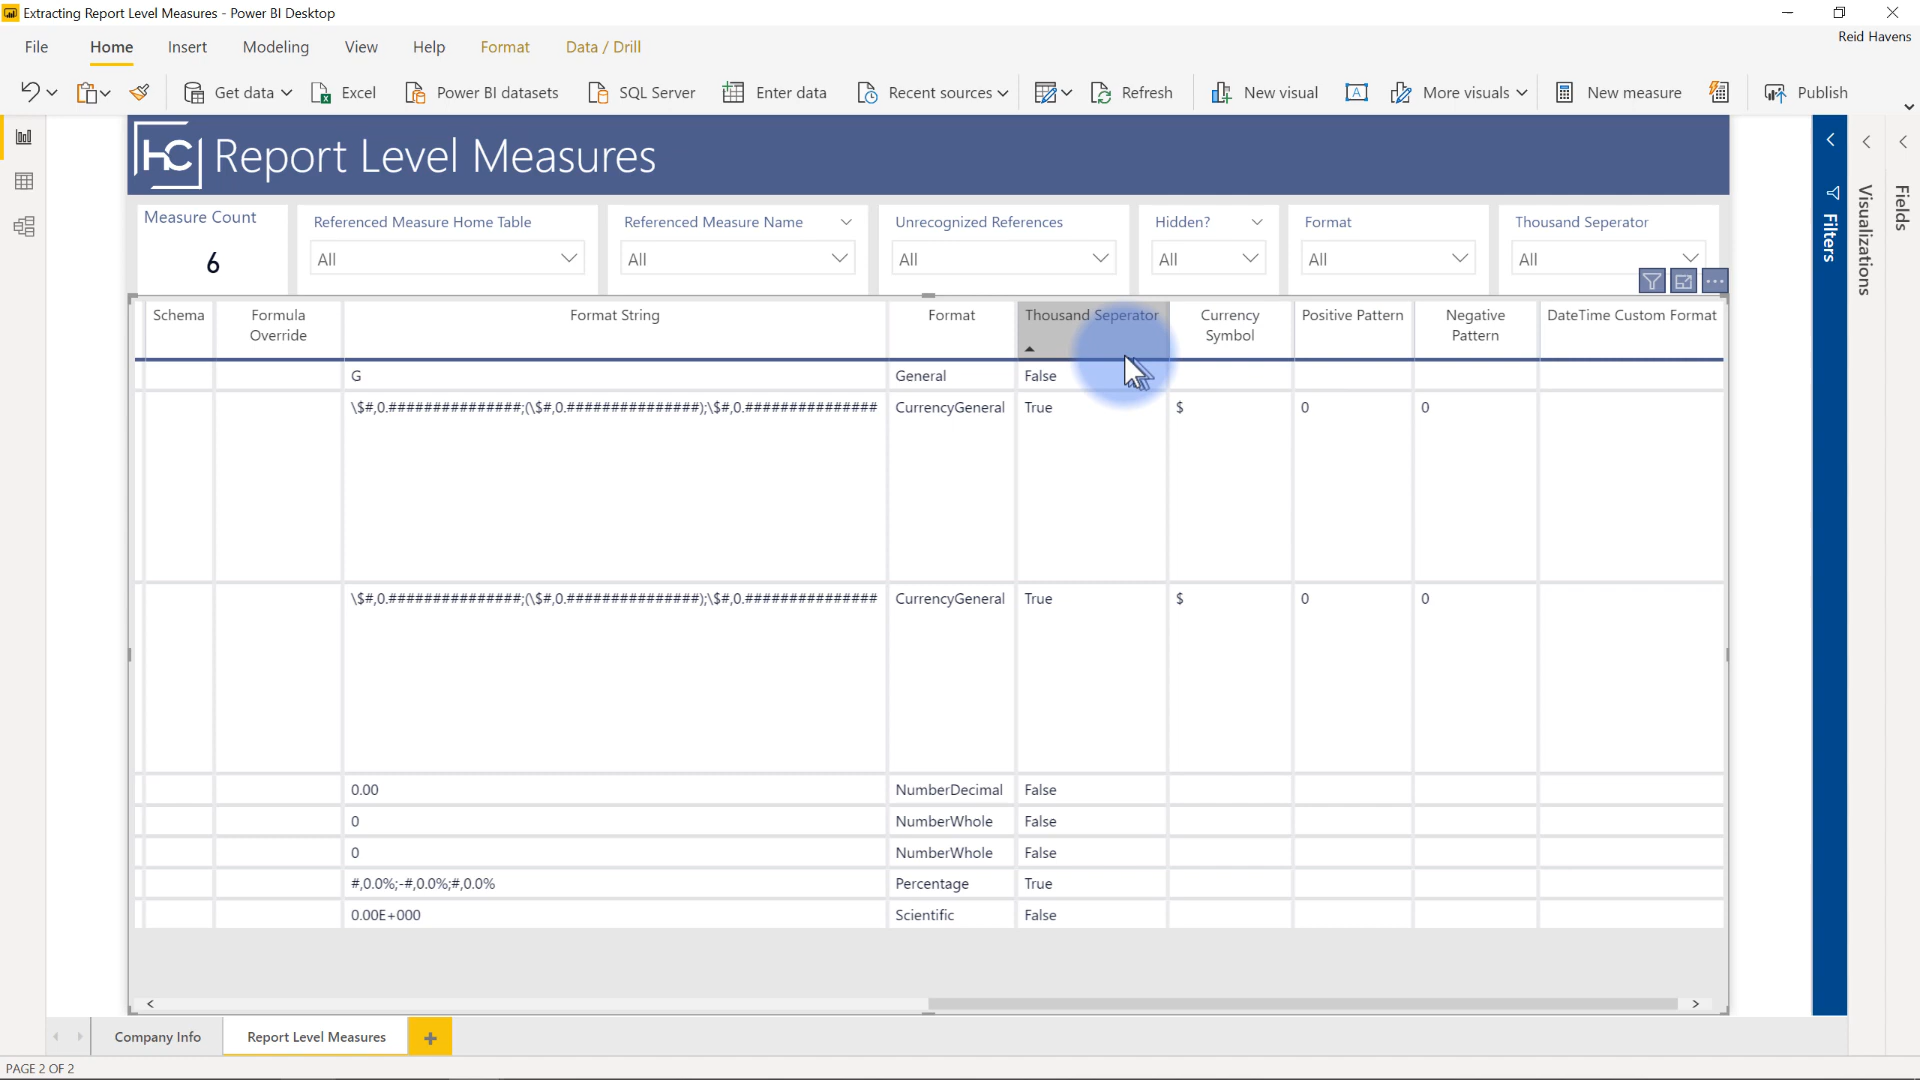 Extracting Report Level Measures - Power BI Desktop
Reid Havens
File Home Insert Modeling View Help Format Data / Drill
Get data Excel Power BI datasets SQL Server Enter data Recent sources Refresh New visual More visuals New measure Publish
HC Report Level Measures
Measure Count Referenced Measure Home Table Referenced Measure Name Unrecognized References Hidden? Format Thousand Seperator
6 All All All All All All
Filters
Visualizations
Fields
Schema Formula Override Format String Format Thousand Seperator Currency Symbol Positive Pattern Negative Pattern DateTime Custom Format
G General False
\$#,0.###############;(\$#,0.###############);\$#,0.############### CurrencyGeneral True $ 0 0
\$#,0.###############;(\$#,0.###############);\$#,0.############### CurrencyGeneral True $ 0 0
0.00 NumberDecimal False
0 NumberWhole False
0 NumberWhole False
#,0.0%;-#,0.0%;#,0.0% Percentage True
0.00E+000 Scientific False
Company Info Report Level Measures
PAGE 2 OF 2